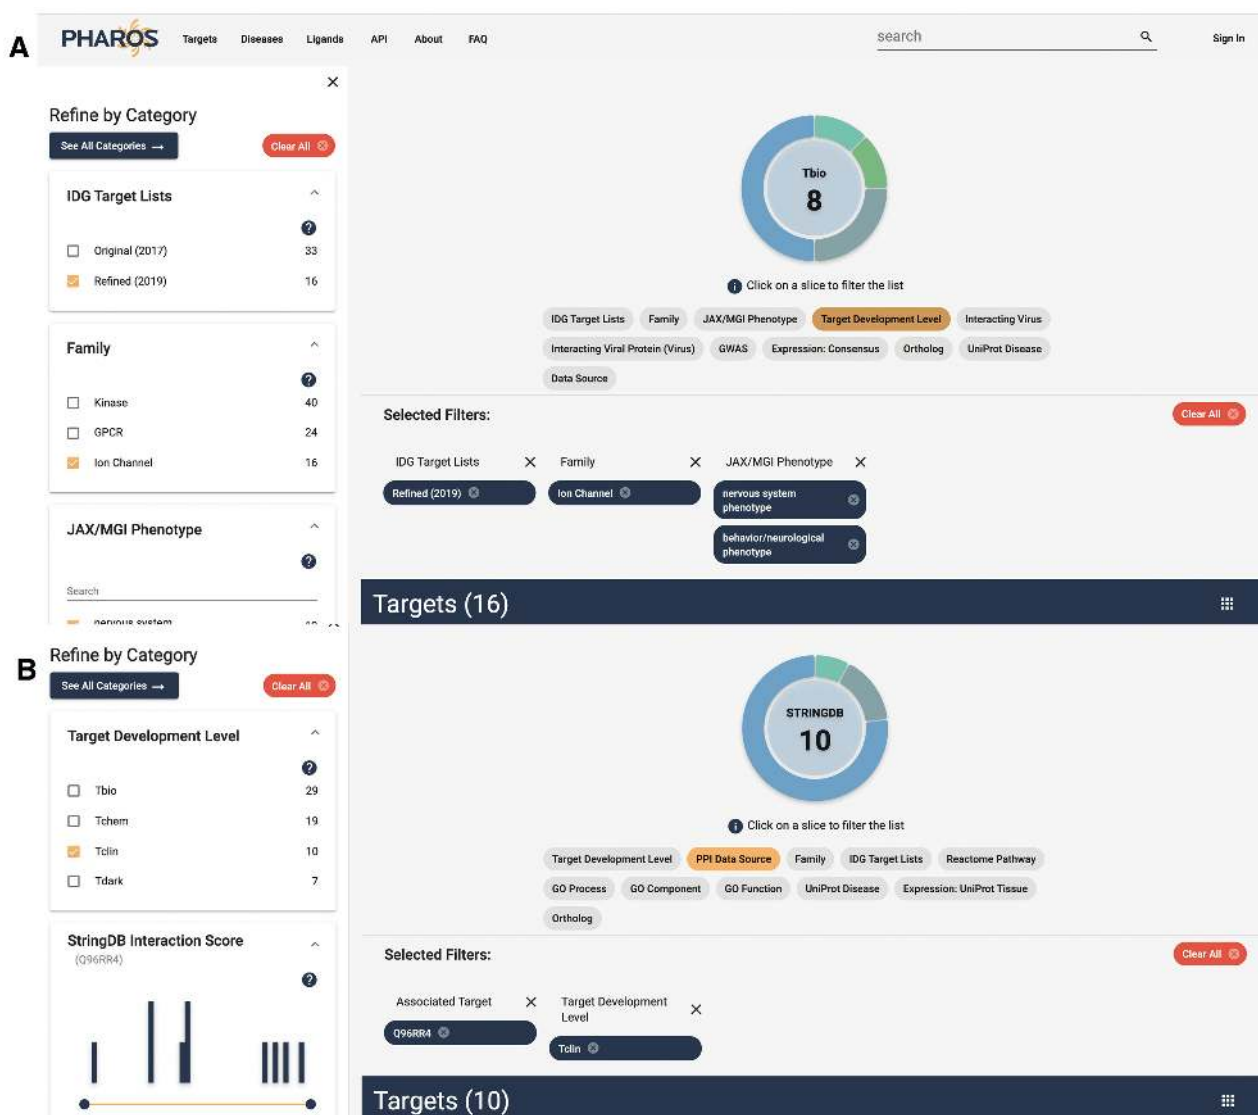 A
PHAROS Targets Diseases Ligands API About FAQ search Sign In
Refine by Category
See All Categories → Clear All
IDG Target Lists
Original (2017) 33
Refined (2019) 16
Family
Kinase 40
GPCR 24
Ion Channel 16
JAX/MGI Phenotype
Search
nervous system
Tbio
8
Click on a slice to filter the list
IDG Target Lists Family JAX/MGI Phenotype Target Development Level Interacting Virus
Interacting Viral Protein (Virus) GWAS Expression: Consensus Ortholog UniProt Disease
Data Source
Selected Filters: Clear All
IDG Target Lists Family JAX/MGI Phenotype
Refined (2019) Ion Channel nervous system
phenotype
behavior/neurological
phenotype
Targets (16)
B
Refine by Category
See All Categories → Clear All
Target Development Level
Tbio 29
Tchem 19
Tclin 10
Tdark 7
StringDB Interaction Score
(Q96RR4)
STRINGDB
10
Click on a slice to filter the list
Target Development Level PPI Data Source Family IDG Target Lists Reactome Pathway
GO Process GO Component GO Function UniProt Disease Expression: UniProt Tissue
Ortholog
Selected Filters: Clear All
Associated Target Target Development
Level
Q96RR4 Tclin
Targets (10)